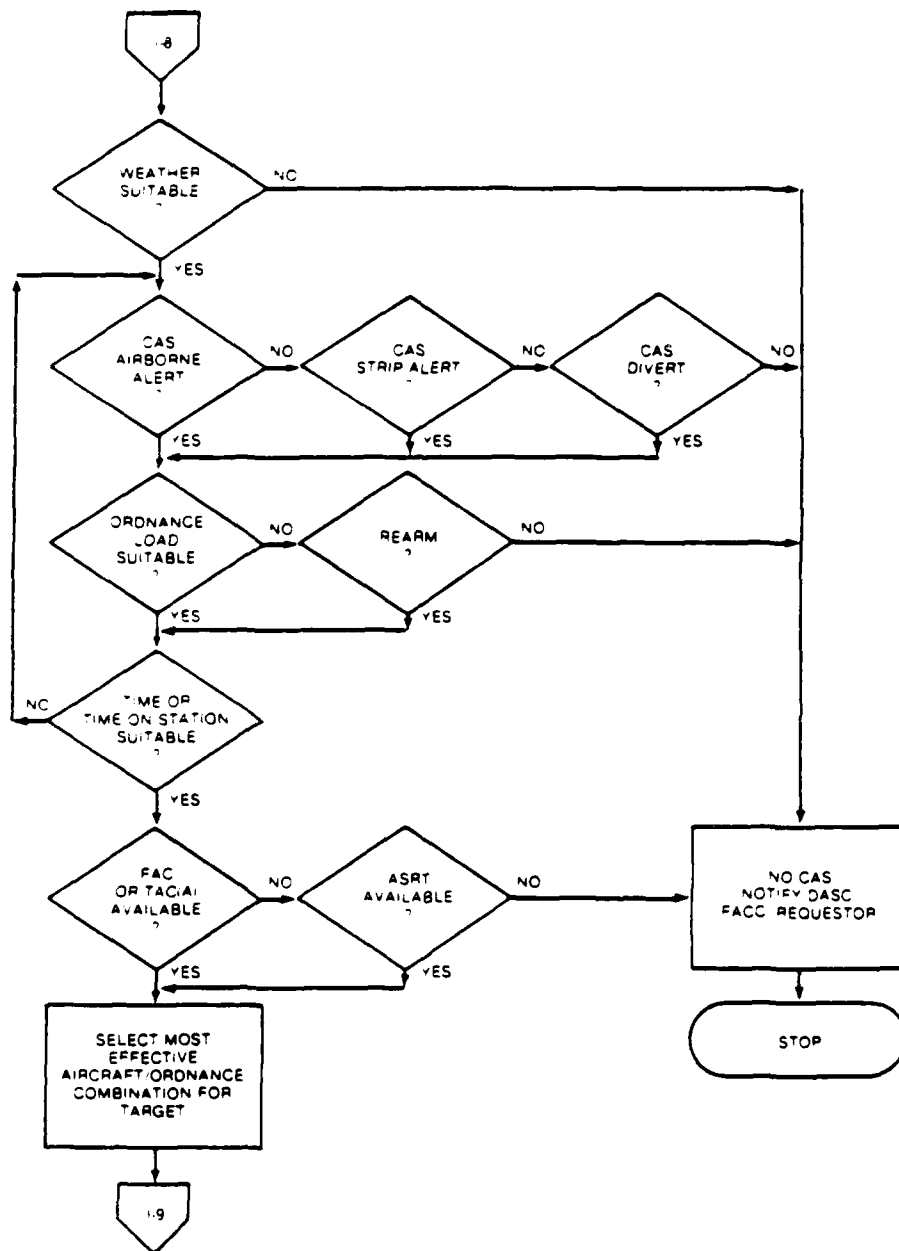 -8
WEATHER
SUITABLE
?
NO
YES
CAS
AIRBORNE
ALERT
?
NO
YES
CAS
STRIP ALERT
?
NO
YES
CAS
DIVERT
?
NO
YES
ORDNANCE
LOAD
SUITABLE
?
NO
YES
REARM
?
NO
YES
TIME OR
TIME ON STATION
SUITABLE
?
NO
YES
FAC
OR TAC(A)
AVAILABLE
?
NO
YES
ASRT
AVAILABLE
?
NO
YES
NO CAS
NOTIFY DASC
FACC REQUESTOR
STOP
SELECT MOST
EFFECTIVE
AIRCRAFT/ORDNANCE
COMBINATION FOR
TARGET
-9